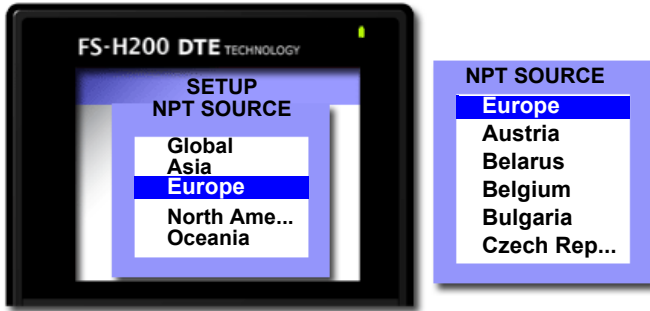 FS-H200 DTE TECHNOLOGY
SETUP
NPT SOURCE
Global
Asia
Europe
North Ame...
Oceania
NPT SOURCE
Europe
Austria
Belarus
Belgium
Bulgaria
Czech Rep...